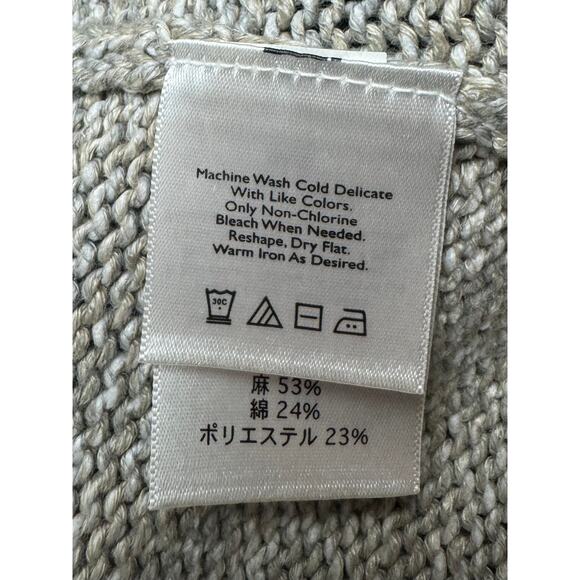 Machine Wash Cold Delicate
With Like Colors.
Only Non-Chlorine
Bleach When Needed.
Reshape, Dry Flat.
Warm Iron As Desired.
30C
麻 53%
綿 24%
ポリエステル 23%